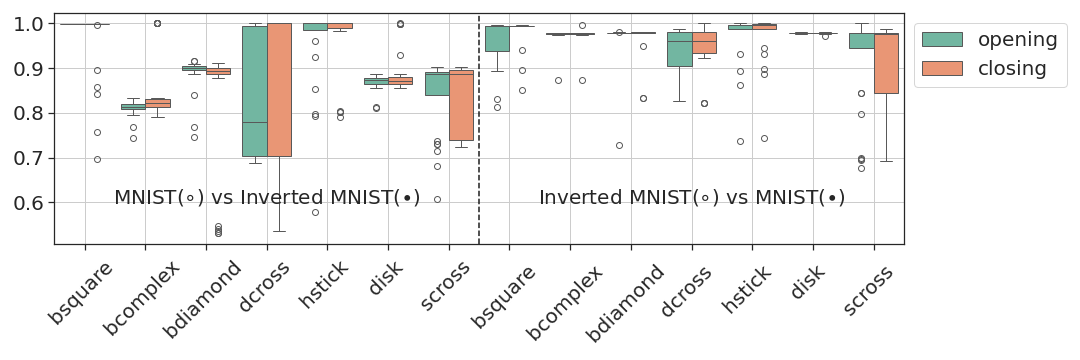 1.0
0.9
0.8
0.7
0.6
MNIST(∘) vs Inverted MNIST(•)
Inverted MNIST(∘) vs MNIST(•)
opening
closing
bsquare
bcomplex
bdiamond
dcross
hstick
disk
scross
bsquare
bcomplex
bdiamond
dcross
hstick
disk
scross